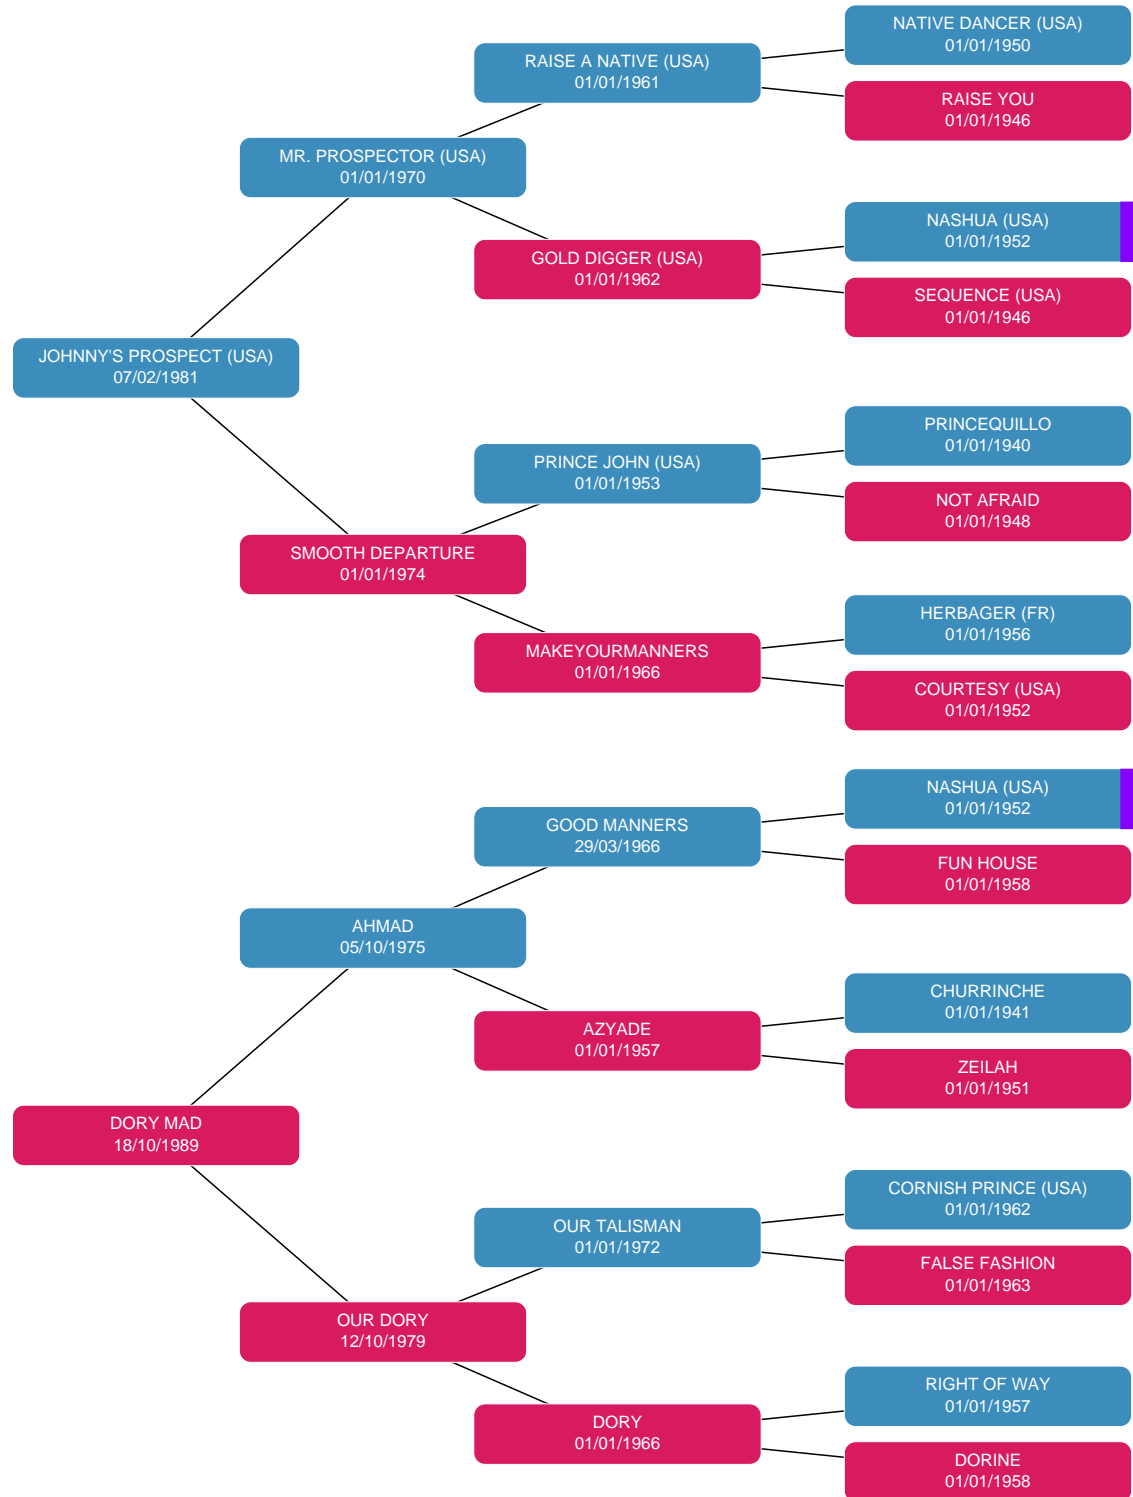 NATIVE DANCER (USA)
01/01/1950
RAISE A NATIVE (USA)
01/01/1961
RAISE YOU
01/01/1946
MR. PROSPECTOR (USA)
01/01/1970
NASHUA (USA)
01/01/1952
GOLD DIGGER (USA)
01/01/1962
SEQUENCE (USA)
01/01/1946
JOHNNY'S PROSPECT (USA)
07/02/1981
PRINCEQUILLO
01/01/1940
PRINCE JOHN (USA)
01/01/1953
NOT AFRAID
01/01/1948
SMOOTH DEPARTURE
01/01/1974
HERBAGER (FR)
01/01/1956
MAKEYOURMANNERS
01/01/1966
COURTESY (USA)
01/01/1952
NASHUA (USA)
01/01/1952
GOOD MANNERS
29/03/1966
FUN HOUSE
01/01/1958
AHMAD
05/10/1975
CHURRINCHE
01/01/1941
AZYADE
01/01/1957
ZEILAH
01/01/1951
DORY MAD
18/10/1989
CORNISH PRINCE (USA)
01/01/1962
OUR TALISMAN
01/01/1972
FALSE FASHION
01/01/1963
OUR DORY
12/10/1979
RIGHT OF WAY
01/01/1957
DORY
01/01/1966
DORINE
01/01/1958